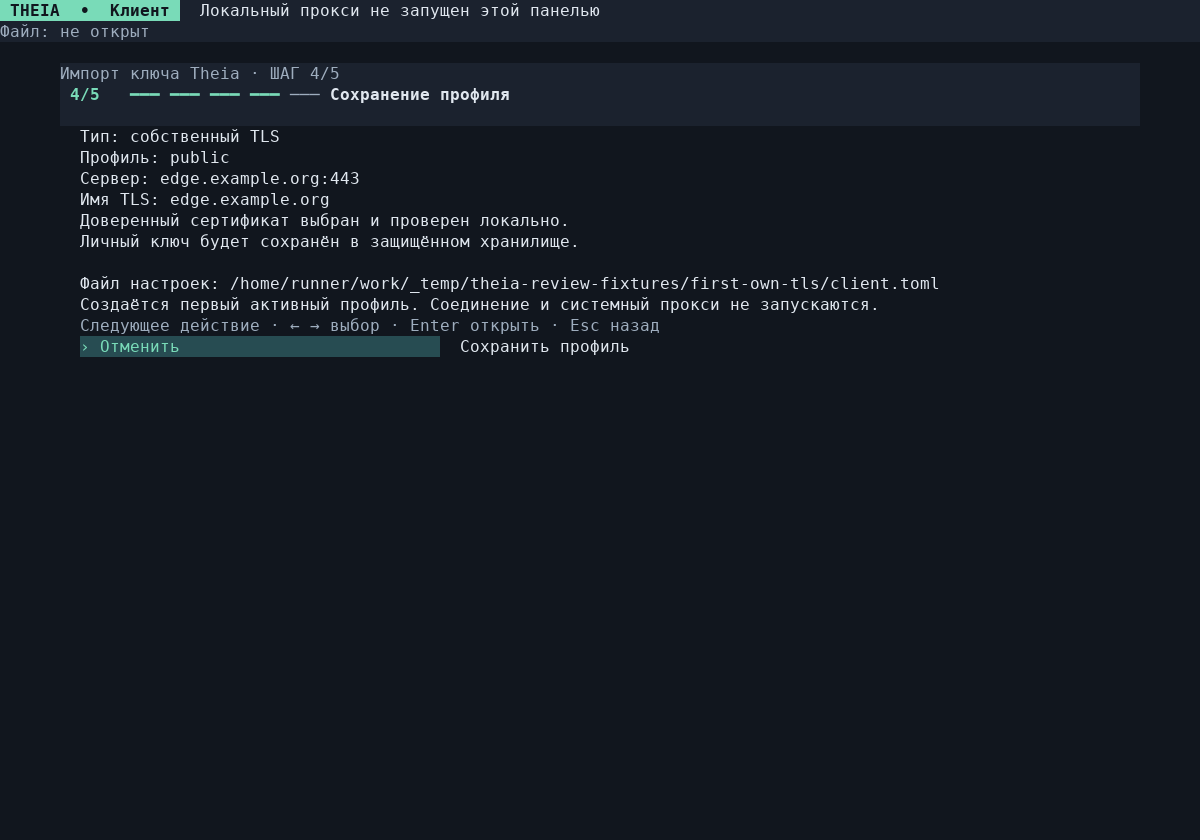 THEIA • Клиент Локальный прокси не запущен этой панелью
Файл: не открыт
Импорт ключа Theia · ШАГ 4/5
4/5 ━━━ ━━━ ━━━ ━━━ ─── Сохранение профиля
Тип: собственный TLS
Профиль: public
Сервер: edge.example.org:443
Имя TLS: edge.example.org
Доверенный сертификат выбран и проверен локально.
Личный ключ будет сохранён в защищённом хранилище.
Файл настроек: /home/runner/work/_temp/theia-review-fixtures/first-own-tls/client.toml
Создаётся первый активный профиль. Соединение и системный прокси не запускаются.
Следующее действие · ← → выбор · Enter открыть · Esc назад
› Отменить Сохранить профиль